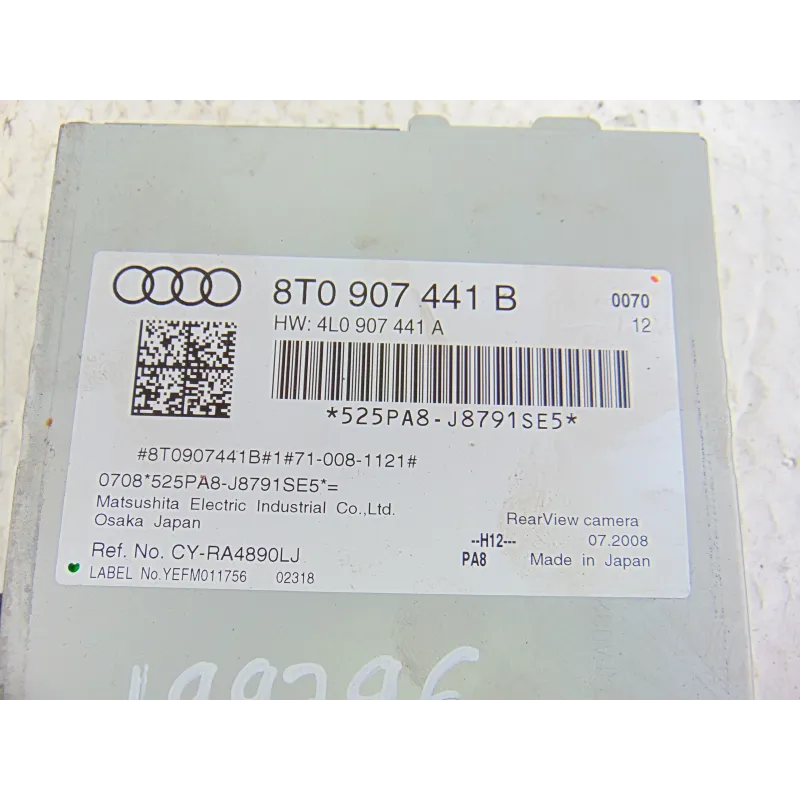 8T0 907 441 B
0070
HW: 4L0 907 441 A
12
*525PA8-J8791SE5*
#8T0907441B#1#71-008-1121#
0708*525PA8-J8791SE5*=
Matsushita Electric Industrial Co.,Ltd.
Osaka Japan
RearView camera
--H12---
07.2008
Ref. No. CY-RA4890LJ
PA8
Made in Japan
LABEL No.YEFM011756
02318
199296